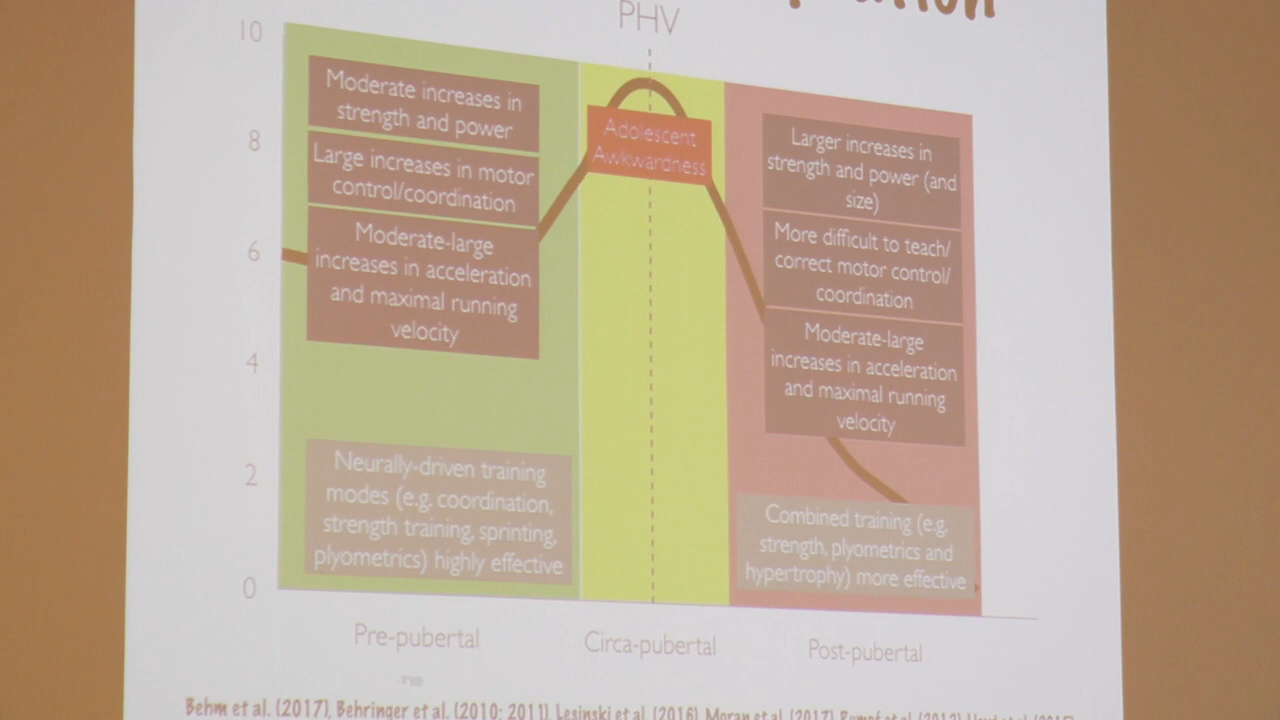 PHV
10
8
6
4
2
0
Moderate increases in
strength and power
Large increases in motor
control/coordination
Moderate-large
increases in acceleration
and maximal running
velocity
Neurally-driven training
modes (e.g. coordination,
strength training, sprinting,
plyometrics) highly effective
Adolescent
Awkwardness
Larger increases in
strength and power (and
size)
More difficult to teach/
correct motor control/
coordination
Moderate-large
increases in acceleration
and maximal running
velocity
Combined training (e.g.
strength, plyometrics and
hypertrophy) more effective
Pre-pubertal
Circa-pubertal
Post-pubertal
Behm et al. (2017), Behringer et al. (2010; 2011), Lesinski et al. (2016), Moran et al. (2017),